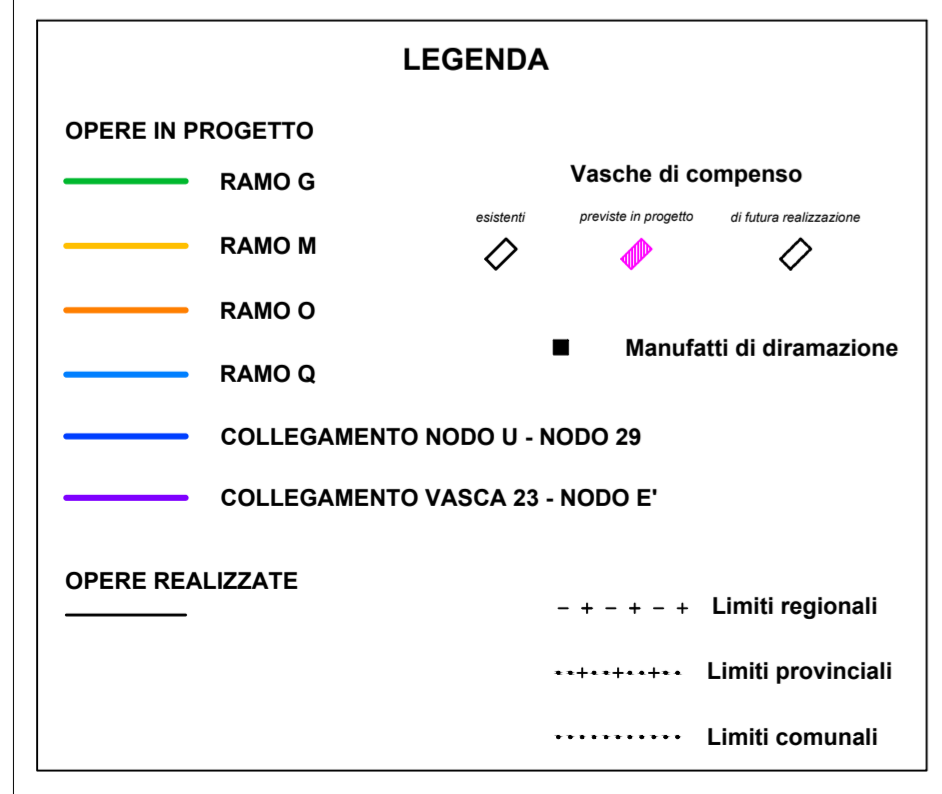 LEGENDA
OPERE IN PROGETTO
RAMO G
RAMO M
RAMO O
RAMO Q
COLLEGAMENTO NODO U - NODO 29
COLLEGAMENTO VASCA 23 - NODO E'
OPERE REALIZZATE
Vasche di compenso
esistenti previste in progetto di futura realizzazione
Manufatti di diramazione
Limiti regionali
Limiti provinciali
Limiti comunali